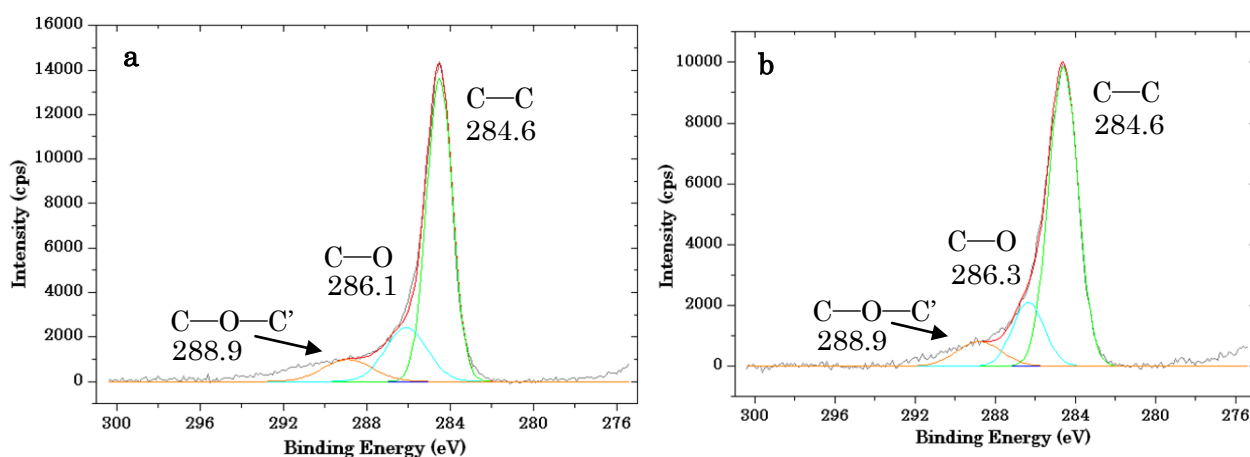 a
Intensity (cps)
16000
14000
12000
10000
8000
6000
4000
2000
0
C—C
284.6
C—O
286.1
C—O—C’
288.9
300 296 292 288 284 280 276
Binding Energy (eV)
b
Intensity (cps)
10000
8000
6000
4000
2000
0
C—C
284.6
C—O
286.3
C—O—C’
288.9
300 296 292 288 284 280 276
Binding Energy (eV)